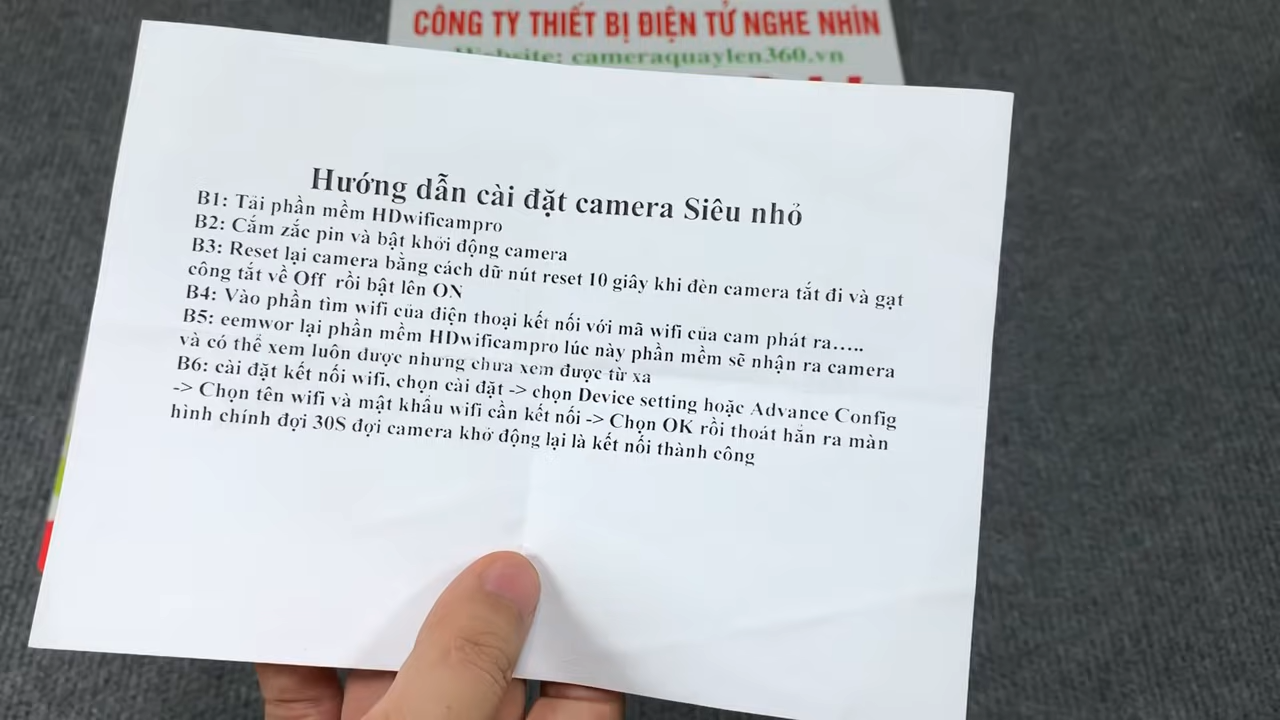 CÔNG TY THIẾT BỊ ĐIỆN TỬ NGHE NHÌN
Website: cameraquaylen360.vn
Hướng dẫn cài đặt camera Siêu nhỏ
B1: Tải phần mềm HDwificampro
B2: Cắm zắc pin và bật khởi động camera
B3: Reset lại camera bằng cách dữ nút reset 10 giây khi đèn camera tắt đi và gạt
công tắt về Off rồi bật lên ON
B4: Vào phần tìm wifi của điện thoại kết nối với mã wifi của cam phát ra…..
B5: eemwor lại phần mềm HDwificampro lúc này phần mềm sẽ nhận ra camera
và có thể xem luôn được nhưng chưa xem được từ xa
B6: cài đặt kết nối wifi, chọn cài đặt -> chọn Device setting hoặc Advance Config
-> Chọn tên wifi và mật khẩu wifi cần kết nối -> Chọn OK rồi thoát hẳn ra màn
hình chính đợi 30S đợi camera khở động lại là kết nối thành công